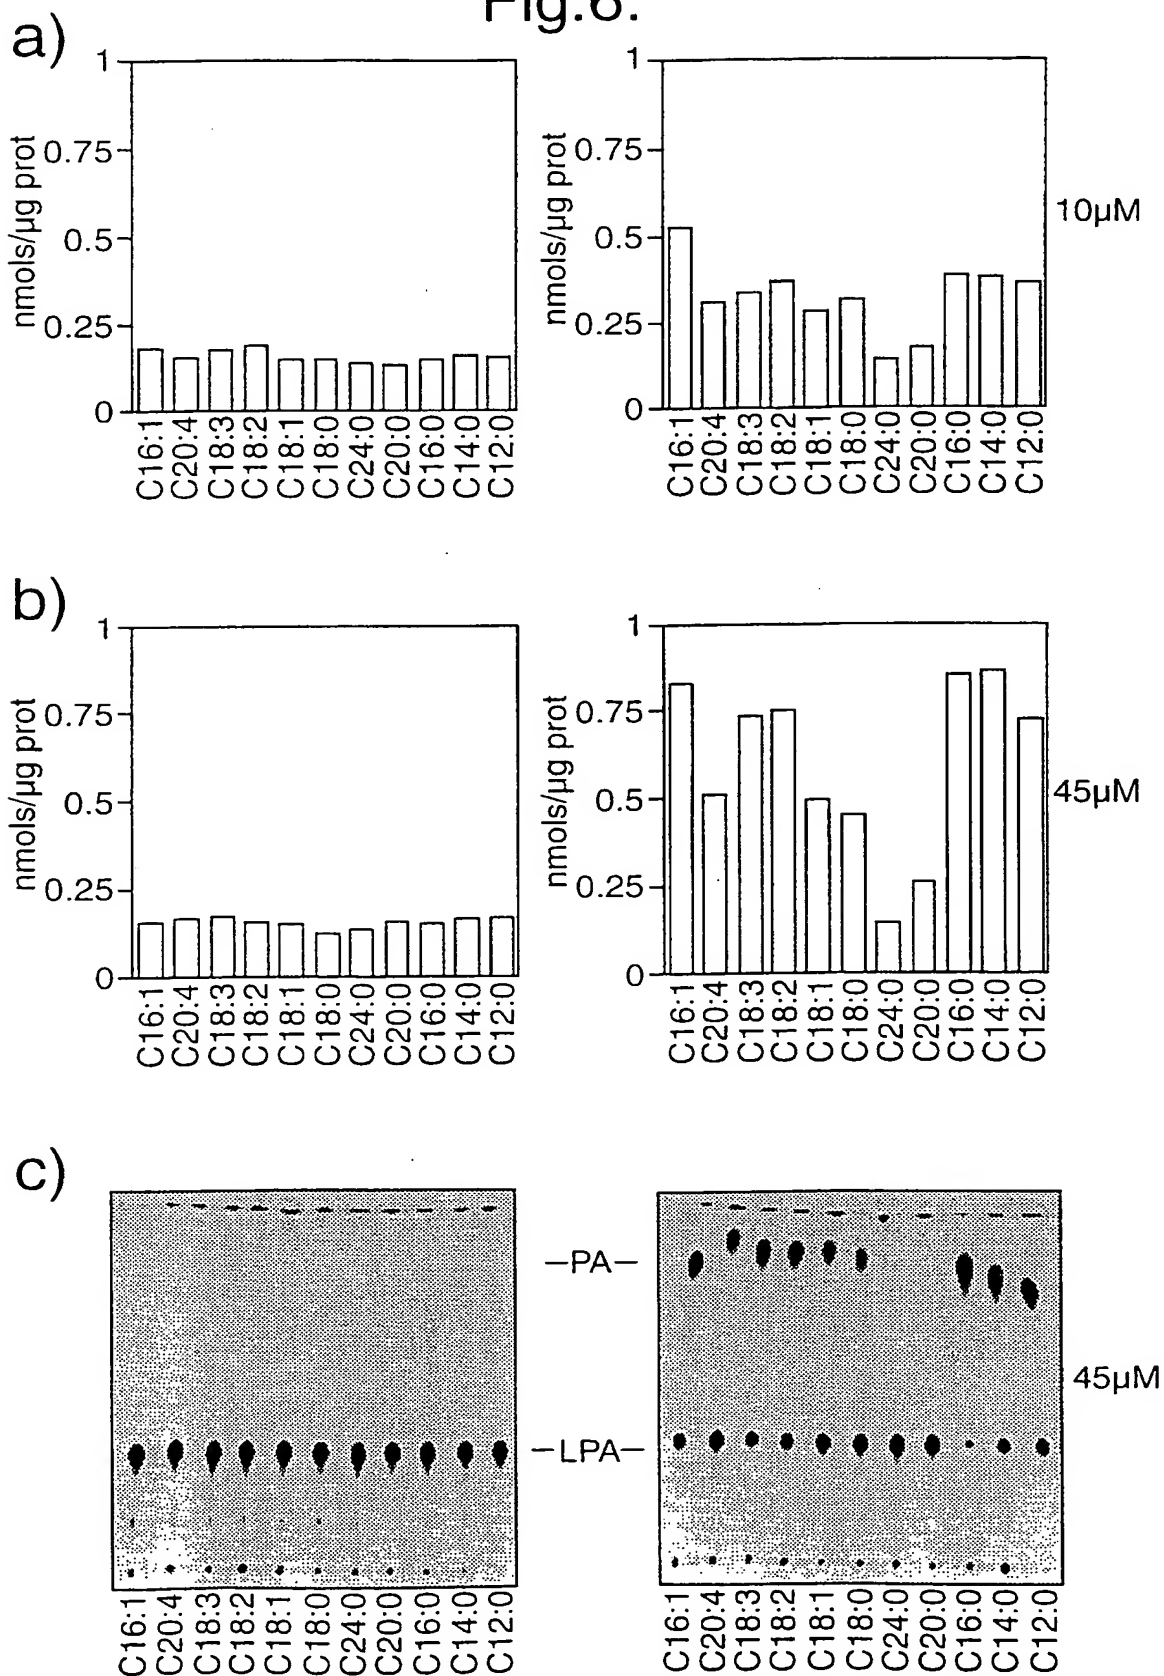 Fig.6.
a)
1
0.75
0.5
0.25
0
nmols/µg prot
C16:1
C20:4
C18:3
C18:2
C18:1
C18:0
C24:0
C20:0
C16:0
C14:0
C12:0
1
0.75
0.5
0.25
0
nmols/µg prot
C16:1
C20:4
C18:3
C18:2
C18:1
C18:0
C24:0
C20:0
C16:0
C14:0
C12:0
10µM
b)
1
0.75
0.5
0.25
0
nmols/µg prot
C16:1
C20:4
C18:3
C18:2
C18:1
C18:0
C24:0
C20:0
C16:0
C14:0
C12:0
1
0.75
0.5
0.25
0
nmols/µg prot
C16:1
C20:4
C18:3
C18:2
C18:1
C18:0
C24:0
C20:0
C16:0
C14:0
C12:0
45µM
c)
–PA–
–LPA–
C16:1
C20:4
C18:3
C18:2
C18:1
C18:0
C24:0
C20:0
C16:0
C14:0
C12:0
C16:1
C20:4
C18:3
C18:2
C18:1
C18:0
C24:0
C20:0
C16:0
C14:0
C12:0
45µM